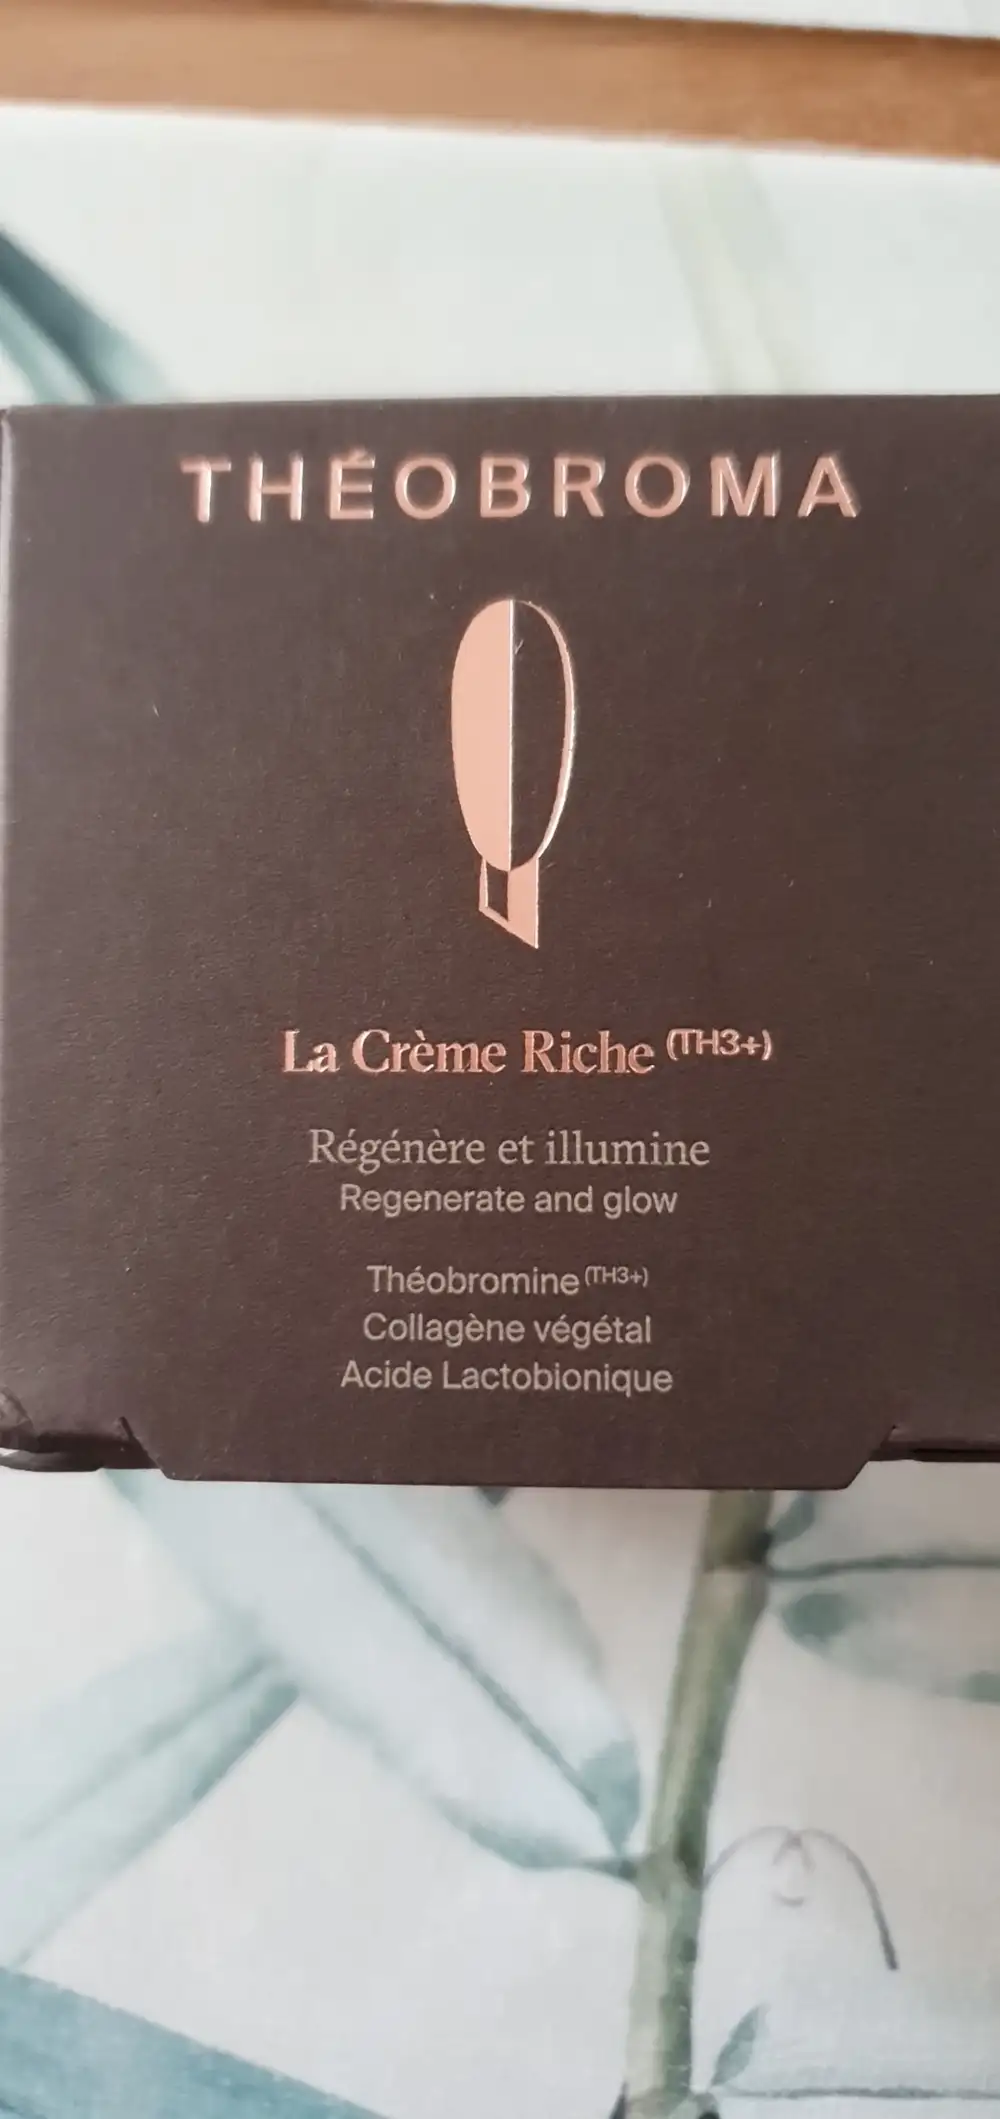 THÉOBROMA
La Crème Riche (TH3+)
Régénère et illumine
Regenerate and glow
Théobromine (TH3+)
Collagène végétal
Acide Lactobionique